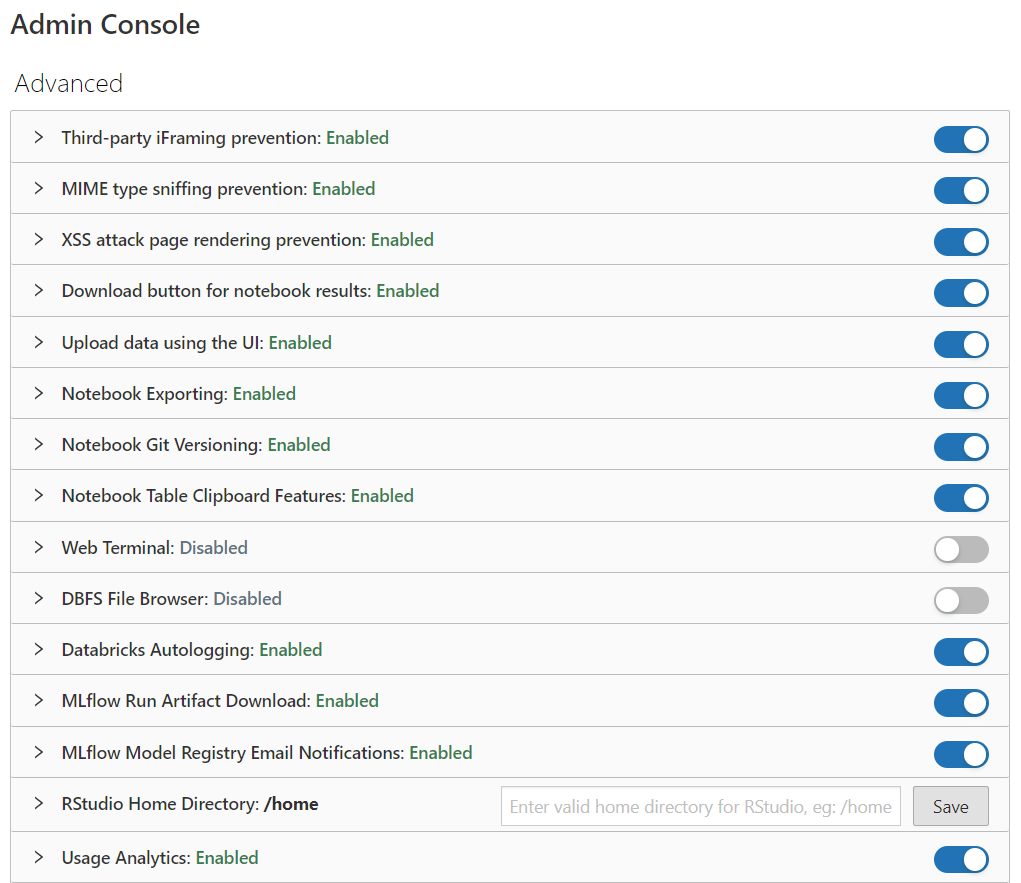 Admin Console
Advanced
Third-party iFraming prevention: Enabled
MIME type sniffing prevention: Enabled
XSS attack page rendering prevention: Enabled
Download button for notebook results: Enabled
Upload data using the UI: Enabled
Notebook Exporting: Enabled
Notebook Git Versioning: Enabled
Notebook Table Clipboard Features: Enabled
Web Terminal: Disabled
DBFS File Browser: Disabled
Databricks Autologging: Enabled
MLflow Run Artifact Download: Enabled
MLflow Model Registry Email Notifications: Enabled
RStudio Home Directory: /home Enter valid home directory for RStudio, eg: /home Save
Usage Analytics: Enabled